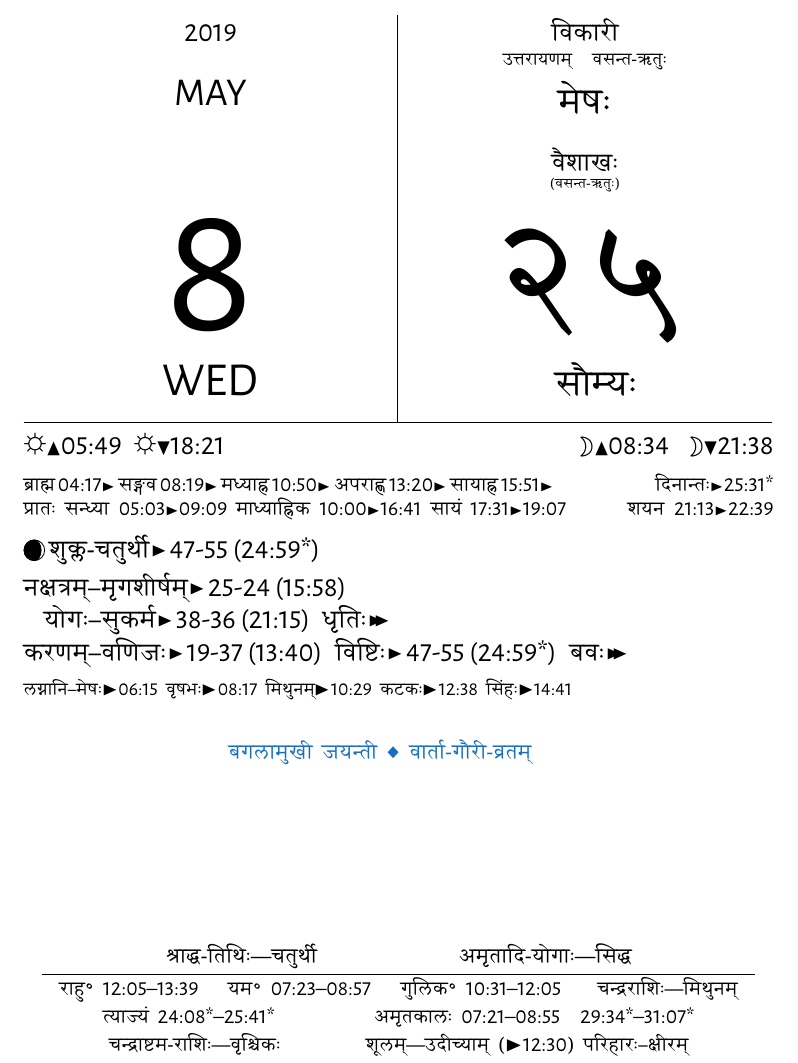 2019
MAY
8
WED
विकारी
उत्तरायणम् वसन्त-ऋतुः
मेषः
वैशाखः
(वसन्त-ऋतुः)
२५
सौम्यः
▲05:49 ▼18:21 ▲08:34 ▼21:38
ब्राह्म 04:17► सङ्गव 08:19► मध्याह्न 10:50► अपराह्ण 13:20► सायाह्न 15:51► दिनान्तः►25:31*
प्रातः सन्ध्या 05:03►09:09 माध्याह्निक 10:00►16:41 सायं 17:31►19:07 शयन 21:13►22:39
शुक्ल-चतुर्थी►47-55 (24:59*)
नक्षत्रम्–मृगशीर्षम्►25-24 (15:58)
योगः–सुकर्म►38-36 (21:15) धृतिः►►
करणम्–वणिजः►19-37 (13:40) विष्टिः►47-55 (24:59*) बवः►►
लग्नानि–मेषः►06:15 वृषभः►08:17 मिथुनम्►10:29 कटकः►12:38 सिंहः►14:41
बगलामुखी जयन्ती ◆ वार्ता-गौरी-व्रतम्
श्राद्ध-तिथिः—चतुर्थी अमृतादि-योगाः—सिद्ध
राहु॰ 12:05–13:39 यम॰ 07:23–08:57 गुलिक॰ 10:31–12:05 चन्द्रराशिः—मिथुनम्
त्याज्यं 24:08*–25:41* अमृतकालः 07:21–08:55 29:34*–31:07*
चन्द्राष्टम-राशिः—वृश्चिकः शूलम्—उदीच्याम् (►12:30) परिहारः–क्षीरम्